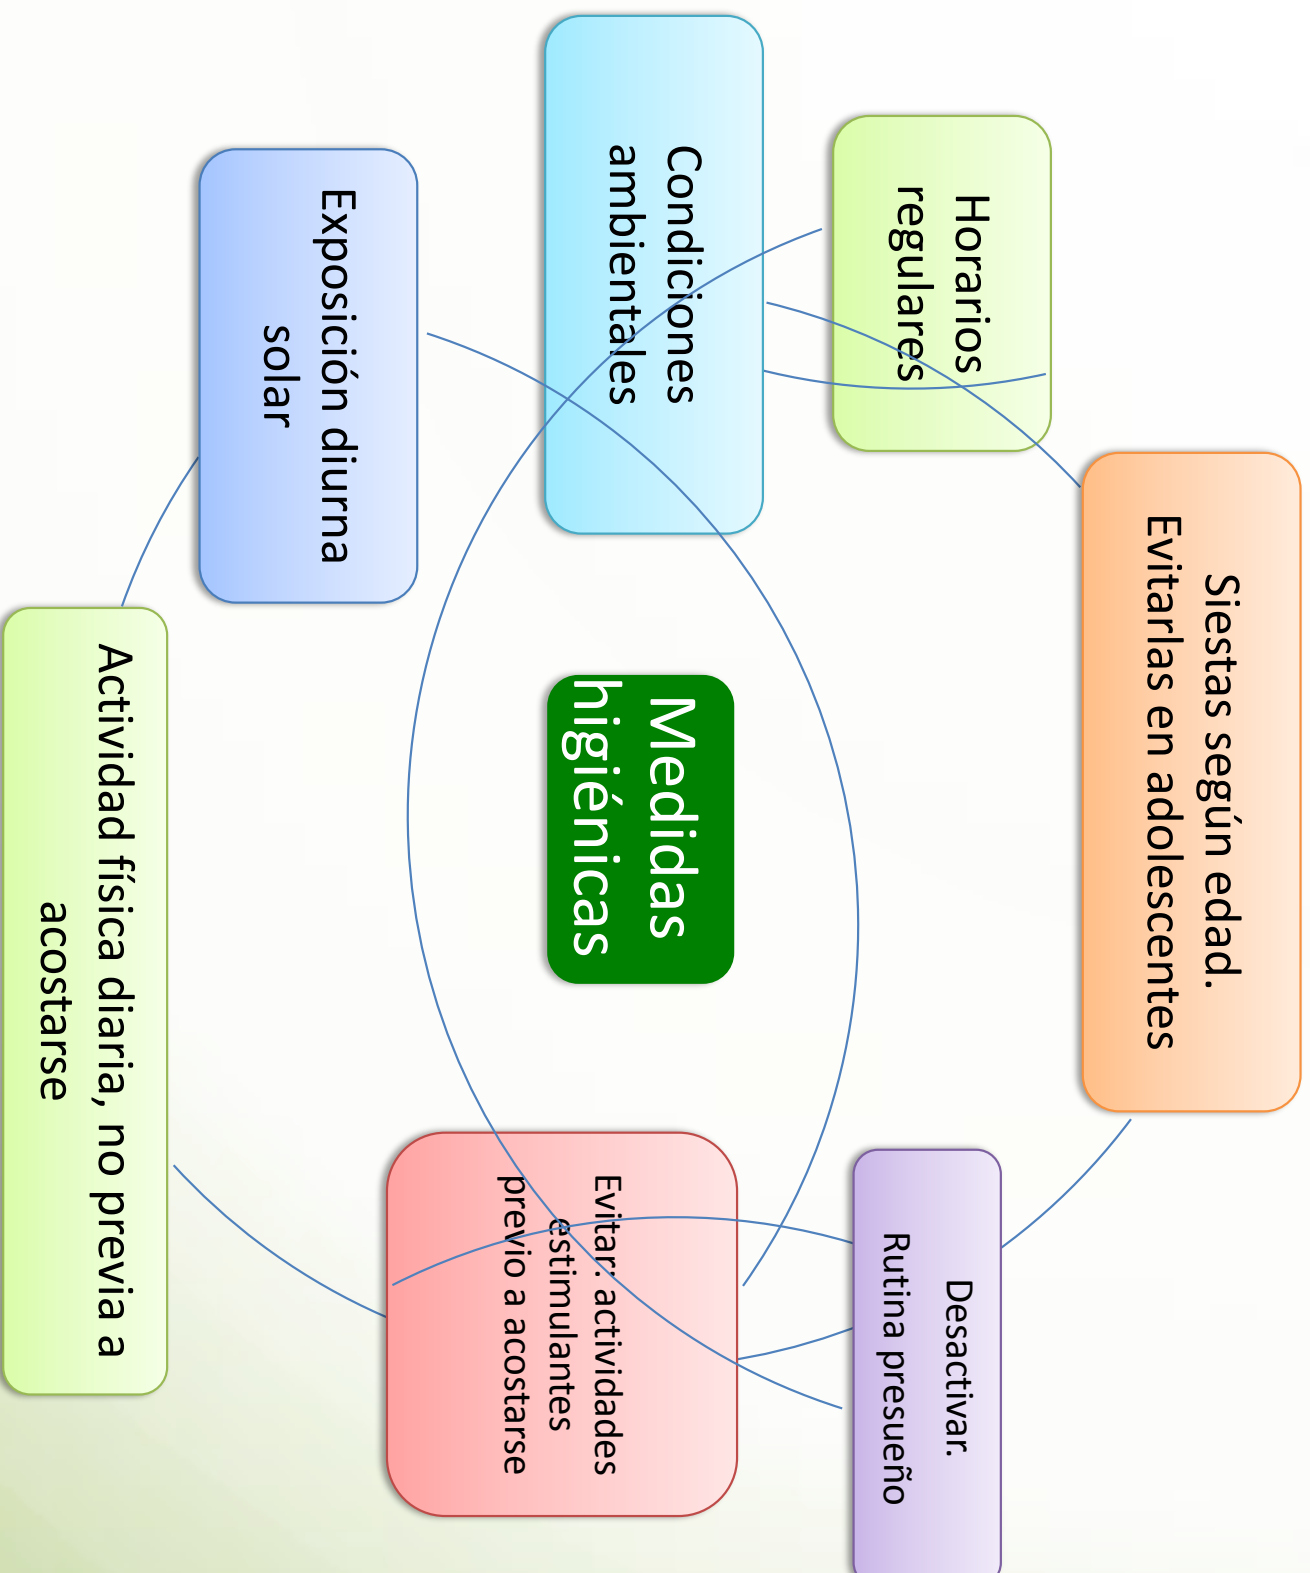 Siestas según edad.
Evitarlas en adolescentes
Desactivar.
Rutina presueño
Evitar: actividades
estimulantes
previo a acostarse
Actividad física diaria, no previa a
acostarse
Exposición diurna
solar
Condiciones
ambientales
Horarios
regulares
Medidas
higiénicas